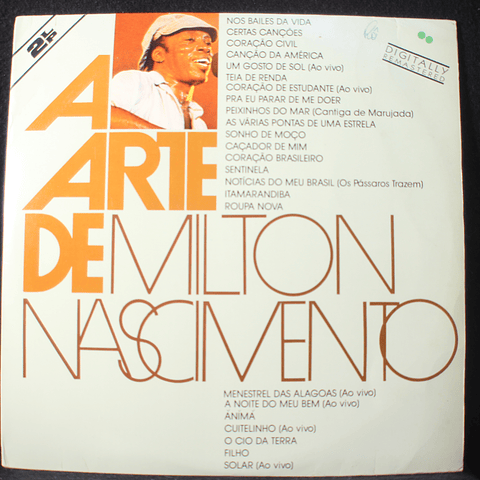 2LP
NOS BAILES DA VIDA
CERTAS CANÇÕES
CORAÇÃO CIVIL
CANÇÃO DA AMÉRICA
UM GOSTO DE SOL (Ao vivo)
TEIA DE RENDA
CORAÇÃO DE ESTUDANTE (Ao vivo)
PRA EU PARAR DE ME DOER
PEIXINHOS DO MAR (Cantiga de Marujada)
AS VÁRIAS PONTAS DE UMA ESTRELA
SONHO DE MOÇO
CAÇADOR DE MIM
CORAÇÃO BRASILEIRO
SENTINELA
NOTÍCIAS DO MEU BRASIL (Os Pássaros Trazem)
ITAMARANDIBA
ROUPA NOVA
DIGITALLY
REMASTERED
A
ARTE
DE MILTON
NASCIMENTO
MENESTREL DAS ALAGOAS (Ao vivo)
A NOITE DO MEU BEM (Ao vivo)
ÁNIMA
CUITELINHO (Ao vivo)
O CIO DA TERRA
FILHO
SOLAR (Ao vivo)